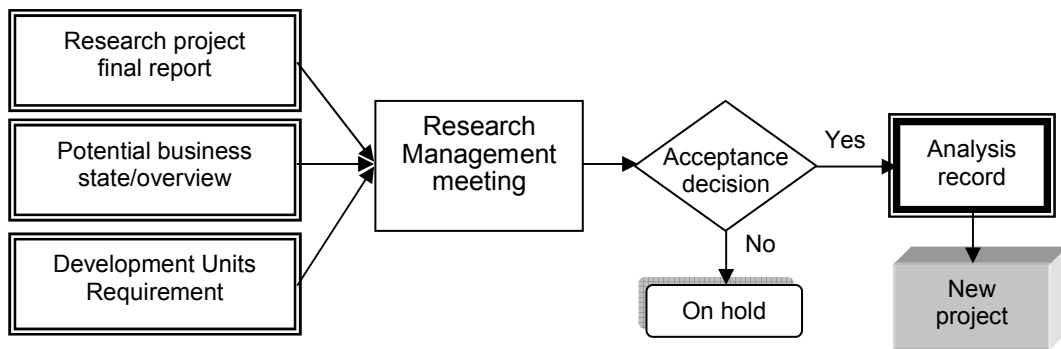 Research project
final report
Potential business
state/overview
Development Units
Requirement
Research
Management
meeting
Acceptance
decision
Yes
No
On hold
Analysis
record
New
project